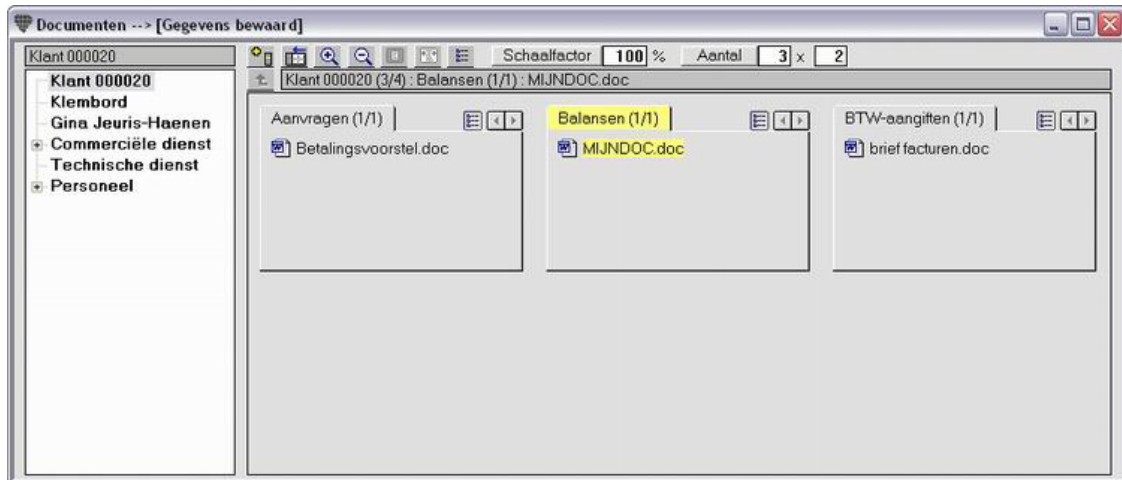 Documenten --> [Gegevens bewaard]
Klant 000020
Schaalfactor 100 % Aantal 3 x 2
Klant 000020 (3/4) : Balansen (1/1) : MIJNDOC.doc
Klant 000020
Klembord
Gina Jeuris-Haenen
Commerciële dienst
Technische dienst
Personeel
Aanvragen (1/1)
Betalingsvoorstel.doc
Balansen (1/1)
MIJNDOC.doc
BTW-aangiften (1/1)
brief facturen.doc